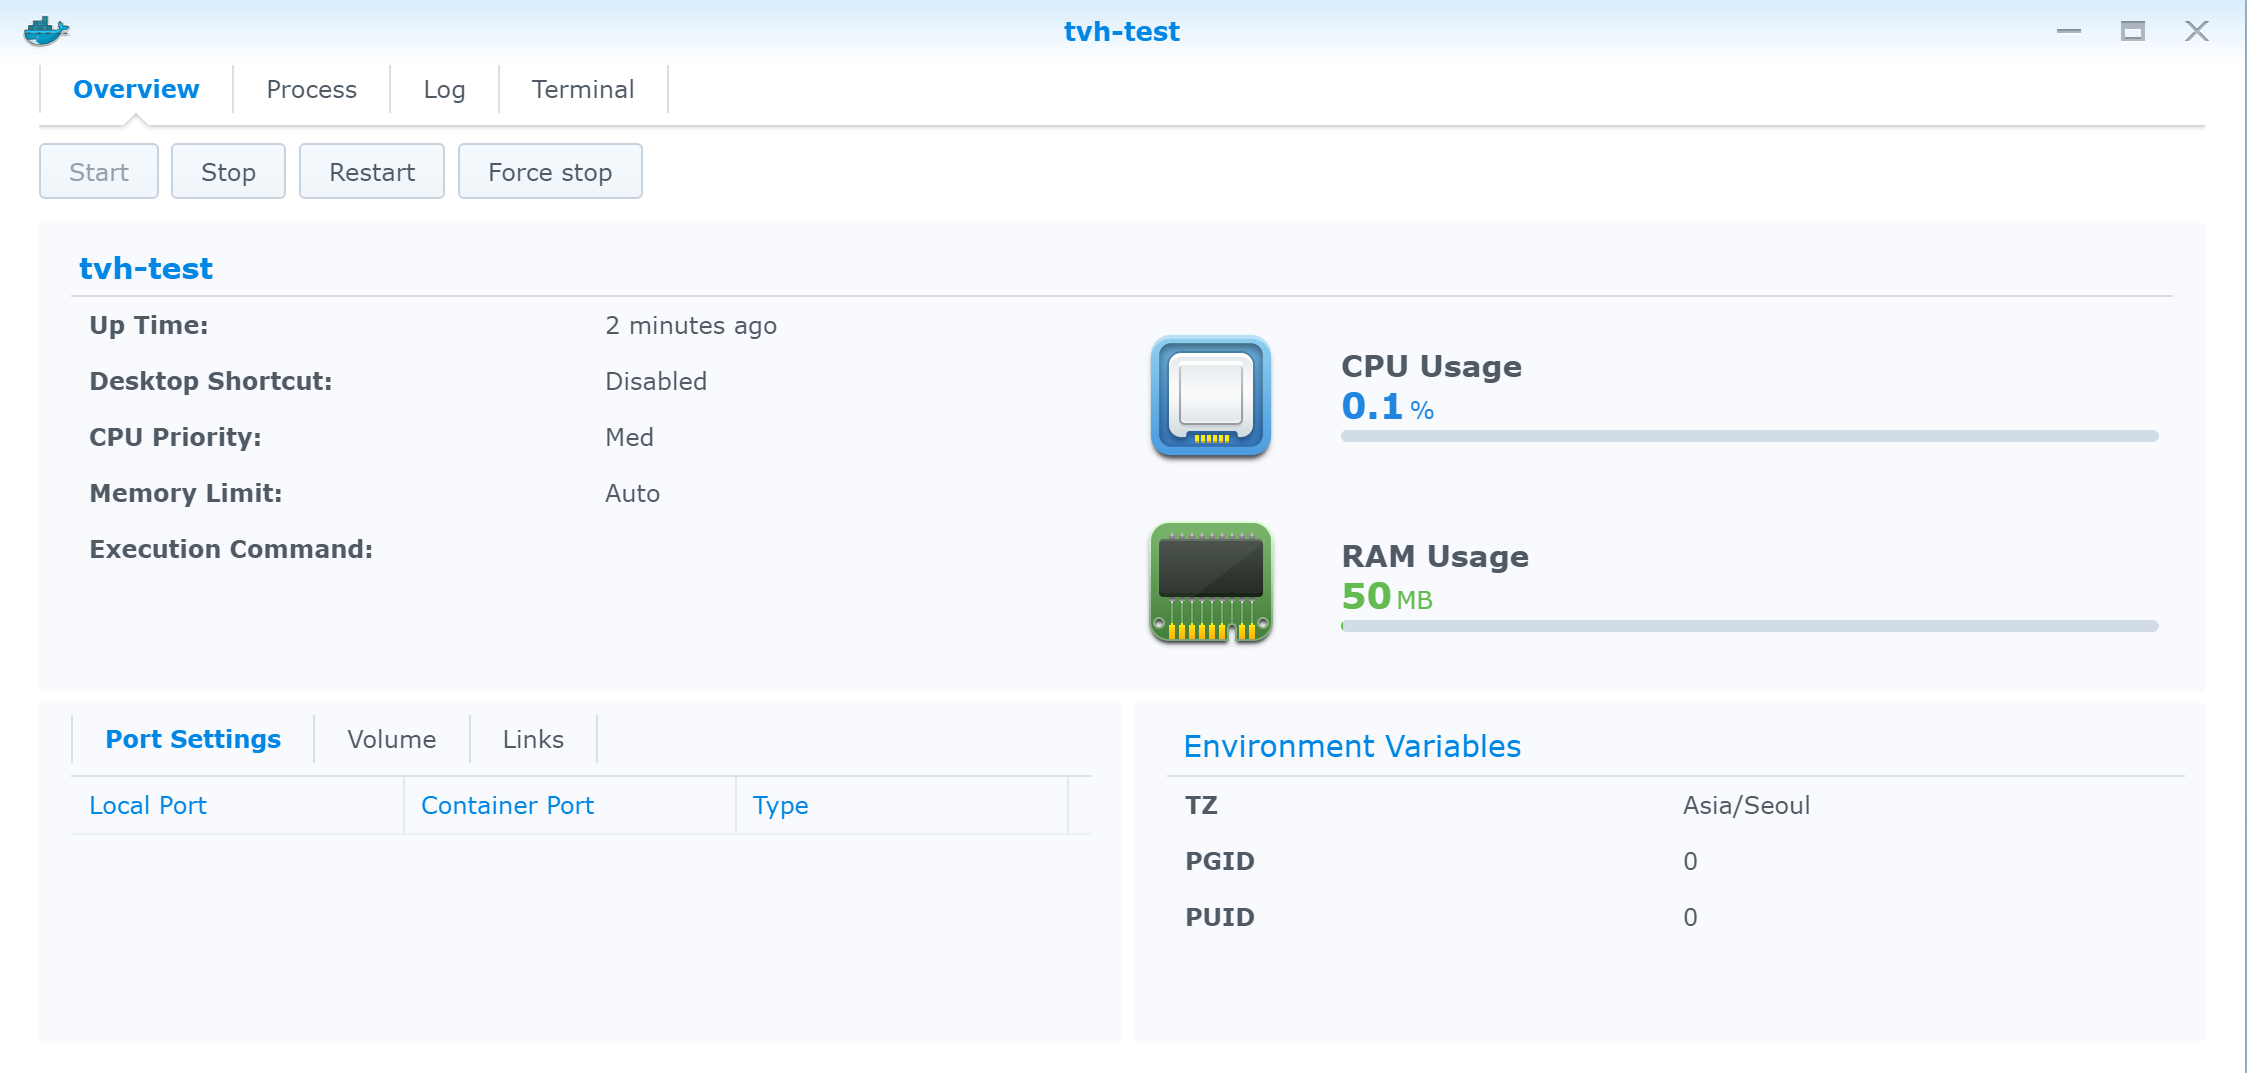 tvh-test
Overview Process Log Terminal
Start Stop Restart Force stop
tvh-test
Up Time: 2 minutes ago
Desktop Shortcut: Disabled
CPU Priority: Med
Memory Limit: Auto
Execution Command:
CPU Usage
0.1 %
RAM Usage
50 MB
Port Settings Volume Links
Local Port Container Port Type
Environment Variables
TZ Asia/Seoul
PGID 0
PUID 0